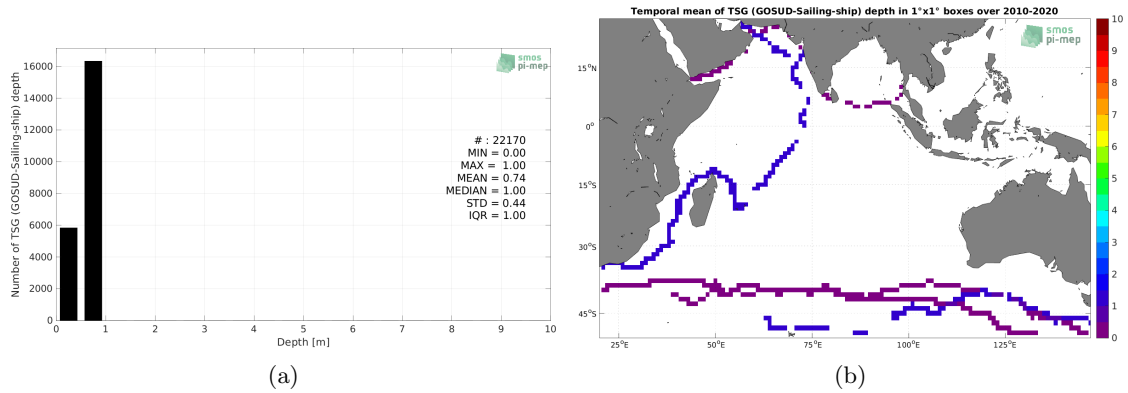 Number of TSG (GOSUD-Sailing-ship) depth
16000
14000
12000
10000
8000
6000
4000
2000
0
smos
pi-mep
# : 22170
MIN = 0.00
MAX = 1.00
MEAN = 0.74
MEDIAN = 1.00
STD = 0.44
IQR = 1.00
0 1 2 3 4 5 6 7 8 9 10
Depth [m]
(a)
Temporal mean of TSG (GOSUD-Sailing-ship) depth in 1°x1° boxes over 2010-2020
smos
pi-mep
15°N
0°
15°S
30°S
45°S
25°E 50°E 75°E 100°E 125°E
10
9
8
7
6
5
4
3
2
1
0
(b)